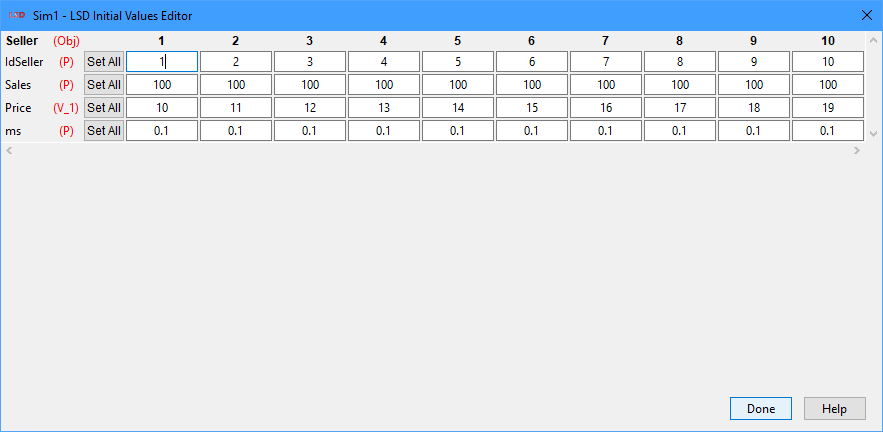 LSD Sim1 - LSD Initial Values Editor
Seller (Obj) 1 2 3 4 5 6 7 8 9 10
IdSeller (P) Set All 1 2 3 4 5 6 7 8 9 10
Sales (P) Set All 100 100 100 100 100 100 100 100 100 100
Price (V_1) Set All 10 11 12 13 14 15 16 17 18 19
ms (P) Set All 0.1 0.1 0.1 0.1 0.1 0.1 0.1 0.1 0.1 0.1
Done Help